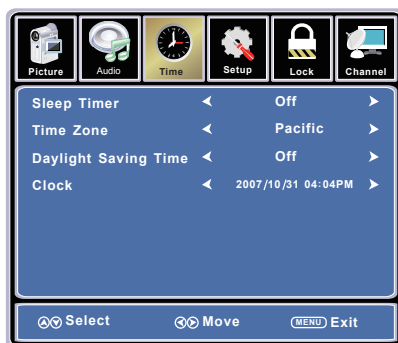 Picture Audio Time Setup Lock Channel
Sleep Timer Off
Time Zone Pacific
Daylight Saving Time Off
Clock 2007/10/31 04:04PM
Select Move MENU Exit